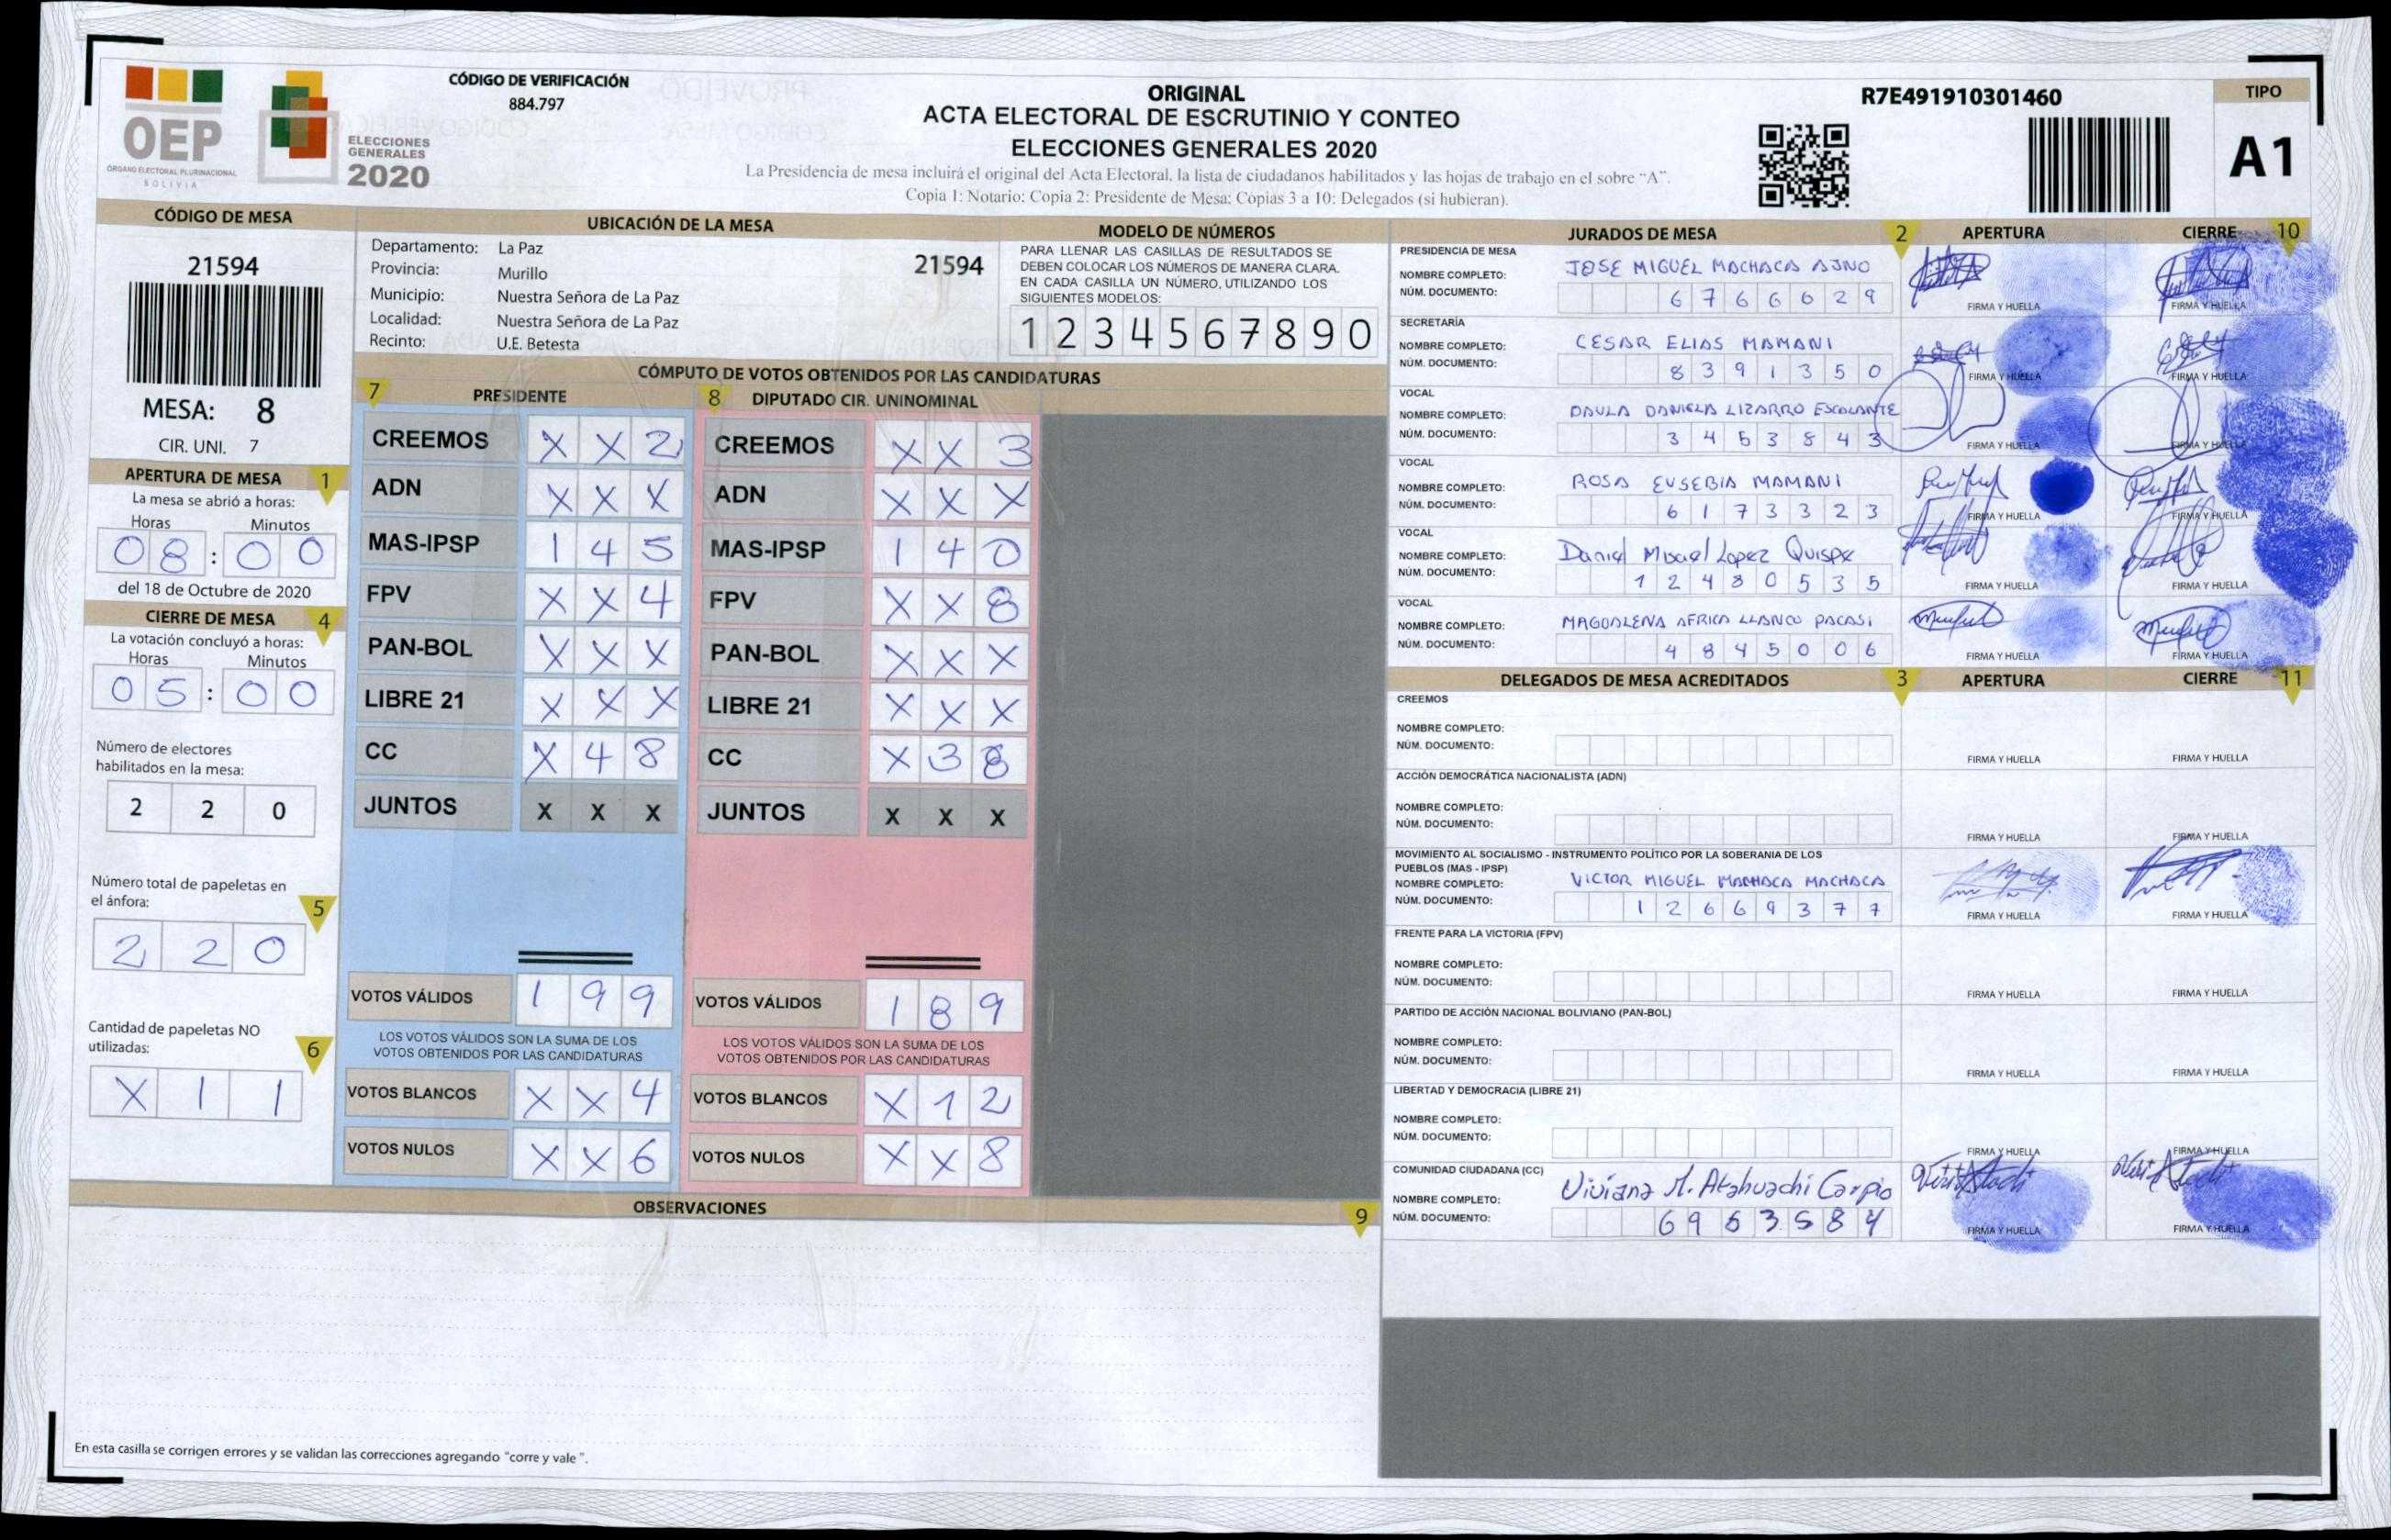 CÓDIGO DE VERIFICACIÓN
884.797
OEP
ÓRGANO ELECTORAL PLURINACIONAL
BOLIVIA
ELECCIONES
GENERALES
2020
ORIGINAL
ACTA ELECTORAL DE ESCRUTINIO Y CONTEO
ELECCIONES GENERALES 2020
La Presidencia de mesa incluirá el original del Acta Electoral, la lista de ciudadanos habilitados y las hojas de trabajo en el sobre "A".
Copia 1: Notario; Copia 2: Presidente de Mesa; Copias 3 a 10: Delegados (si hubieran).
R7E491910301460
TIPO
A1
CÓDIGO DE MESA
21594
MESA: 8
CIR. UNI. 7
APERTURA DE MESA 1
La mesa se abrió a horas:
Horas Minutos
08:00
del 18 de Octubre de 2020
CIERRE DE MESA 4
La votación concluyó a horas:
Horas Minutos
05:00
Número de electores
habilitados en la mesa:
2 2 0
Número total de papeletas en
el ánfora:
5
2 2 0
Cantidad de papeletas NO
utilizadas:
6
X 1 1
UBICACIÓN DE LA MESA
Departamento: La Paz
21594
Provincia: Murillo
Municipio: Nuestra Señora de La Paz
Localidad: Nuestra Señora de La Paz
Recinto: U.E. Betesta
MODELO DE NÚMEROS
PARA LLENAR LAS CASILLAS DE RESULTADOS SE
DEBEN COLOCAR LOS NÚMEROS DE MANERA CLARA.
EN CADA CASILLA UN NÚMERO, UTILIZANDO LOS
SIGUIENTES MODELOS:
1 2 3 4 5 6 7 8 9 0
CÓMPUTO DE VOTOS OBTENIDOS POR LAS CANDIDATURAS
7 PRESIDENTE
CREEMOS X X 2
ADN X X X
MAS-IPSP 1 4 5
FPV X X 4
PAN-BOL X X X
LIBRE 21 X X X
CC X 4 8
JUNTOS X X X
VOTOS VÁLIDOS 1 9 9
LOS VOTOS VÁLIDOS SON LA SUMA DE LOS
VOTOS OBTENIDOS POR LAS CANDIDATURAS
VOTOS BLANCOS X X 4
VOTOS NULOS X X 6
8 DIPUTADO CIR. UNINOMINAL
CREEMOS X X 3
ADN X X X
MAS-IPSP 1 4 0
FPV X X 8
PAN-BOL X X X
LIBRE 21 X X X
CC X 3 8
JUNTOS X X X
VOTOS VÁLIDOS 1 8 9
LOS VOTOS VÁLIDOS SON LA SUMA DE LOS
VOTOS OBTENIDOS POR LAS CANDIDATURAS
VOTOS BLANCOS X 1 2
VOTOS NULOS X X 8
OBSERVACIONES 9
En esta casilla se corrigen errores y se validan las correcciones agregando "corre y vale".
JURADOS DE MESA 2 APERTURA CIERRE 10
PRESIDENCIA DE MESA
NOMBRE COMPLETO: JOSE MIGUEL MACHACA AJNO
NÚM. DOCUMENTO: 6 7 6 6 6 2 9
FIRMA Y HUELLA FIRMA Y HUELLA
SECRETARÍA
NOMBRE COMPLETO: CESAR ELIAS MAMANI
NÚM. DOCUMENTO: 8 3 9 1 3 5 0
FIRMA Y HUELLA FIRMA Y HUELLA
VOCAL
NOMBRE COMPLETO: PAULA DANIELA LIZARRO ESCALANTE
NÚM. DOCUMENTO: 3 4 5 3 8 4 3
FIRMA Y HUELLA FIRMA Y HUELLA
VOCAL
NOMBRE COMPLETO: ROSA EUSEBIA MAMANI
NÚM. DOCUMENTO: 6 1 7 3 3 2 3
FIRMA Y HUELLA FIRMA Y HUELLA
VOCAL
NOMBRE COMPLETO: Daniel Misael Lopez Quispe
NÚM. DOCUMENTO: 1 2 4 8 0 5 3 5
FIRMA Y HUELLA FIRMA Y HUELLA
VOCAL
NOMBRE COMPLETO: MAGDALENA AFRICA LLANCO PACASI
NÚM. DOCUMENTO: 4 8 4 5 0 0 6
FIRMA Y HUELLA FIRMA Y HUELLA
DELEGADOS DE MESA ACREDITADOS 3 APERTURA CIERRE 11
CREEMOS
NOMBRE COMPLETO:
NÚM. DOCUMENTO:
FIRMA Y HUELLA FIRMA Y HUELLA
ACCIÓN DEMOCRÁTICA NACIONALISTA (ADN)
NOMBRE COMPLETO:
NÚM. DOCUMENTO:
FIRMA Y HUELLA FIRMA Y HUELLA
MOVIMIENTO AL SOCIALISMO - INSTRUMENTO POLÍTICO POR LA SOBERANIA DE LOS
PUEBLOS (MAS - IPSP)
NOMBRE COMPLETO: VICTOR MIGUEL MACHACA MACHACA
NÚM. DOCUMENTO: 1 2 6 6 9 3 7 7
FIRMA Y HUELLA FIRMA Y HUELLA
FRENTE PARA LA VICTORIA (FPV)
NOMBRE COMPLETO:
NÚM. DOCUMENTO:
FIRMA Y HUELLA FIRMA Y HUELLA
PARTIDO DE ACCIÓN NACIONAL BOLIVIANO (PAN-BOL)
NOMBRE COMPLETO:
NÚM. DOCUMENTO:
FIRMA Y HUELLA FIRMA Y HUELLA
LIBERTAD Y DEMOCRACIA (LIBRE 21)
NOMBRE COMPLETO:
NÚM. DOCUMENTO:
FIRMA Y HUELLA FIRMA Y HUELLA
COMUNIDAD CIUDADANA (CC)
NOMBRE COMPLETO: Viviana M. Atahuachi Carpio
NÚM. DOCUMENTO: 6 9 5 3 5 8 4
FIRMA Y HUELLA FIRMA Y HUELLA